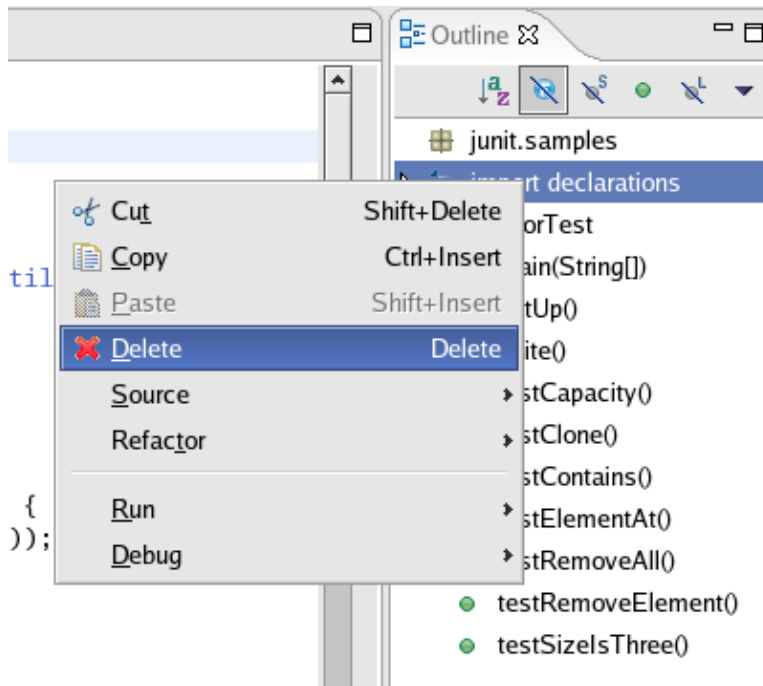 Outline
junit.samples
import declarations
Cut Shift+Delete
orTest
Copy Ctrl+Insert
ain(String[])
til
Paste Shift+Insert
tUp()
Delete Delete
ite()
Source
stCapacity()
Refactor
stClone()
stContains()
{
Run
stElementAt()
));
Debug
stRemoveAll()
testRemoveElement()
testSizeIsThree()